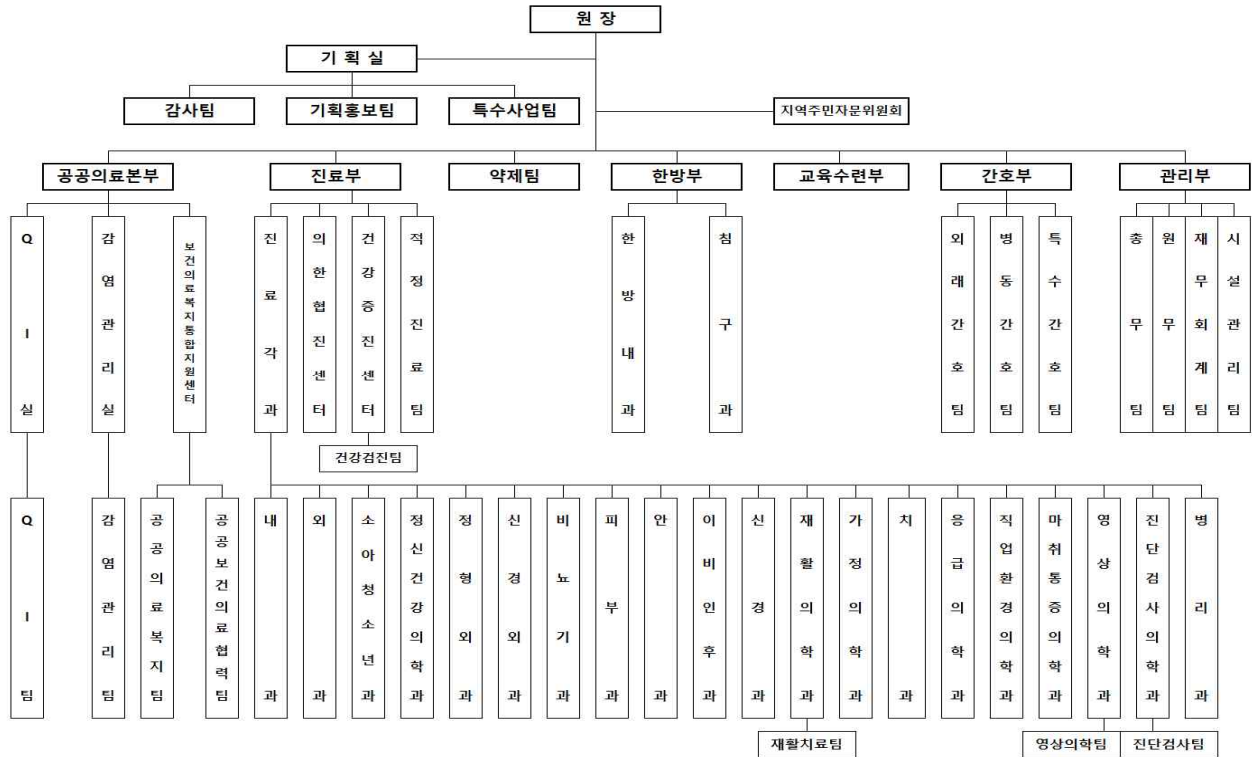 원 장
기 획 실
감사팀
기획홍보팀
특수사업팀
지역주민자문위원회
공공의료본부
진료부
약제팀
한방부
교육수련부
간호부
관리부
Q I 실
감염관리실
보건의료복지통합지원센터
진료각과
의한협진센터
건강증진센터
적정진료팀
한방내과
침구과
외래간호팀
병동간호팀
특수간호팀
총무팀
원무팀
재무회계팀
시설관리팀
건강검진팀
Q I 팀
감염관리팀
공공의료복지팀
공공보건의료협력팀
내과
외과
소아청소년과
정신건강의학과
정형외과
신경외과
비뇨기과
피부과
안과
이비인후과
신경과
재활의학과
가정의학과
치과
응급의학과
직업환경의학과
마취통증의학과
영상의학과
진단검사의학과
병리과
재활치료팀
영상의학팀
진단검사팀